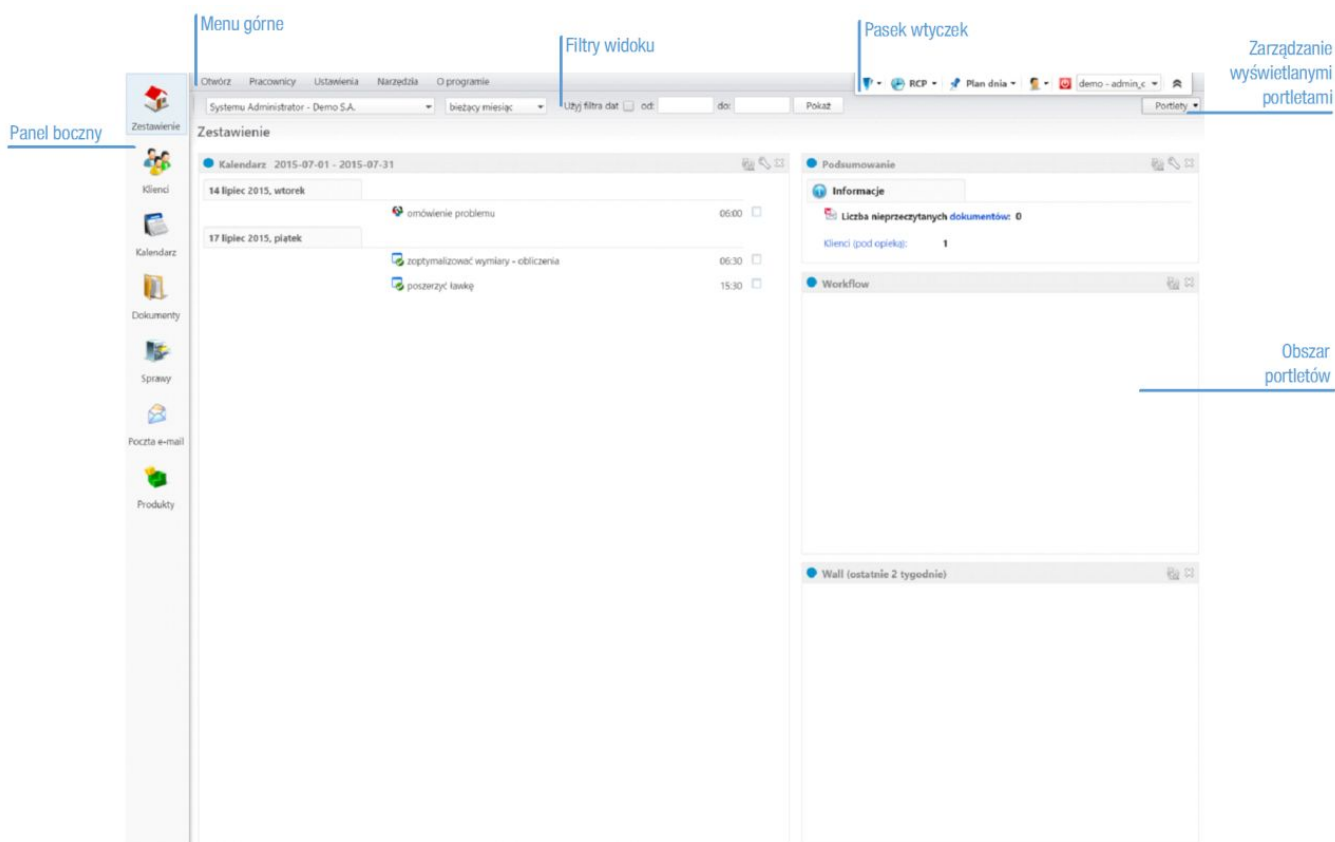 Menu górne
Filtry widoku
Pasek wtyczek
Zarządzanie
wyświetlanymi
portletami
Panel boczny
Obszar
portletów
Otwórz Pracownicy Ustawienia Narzędzia O programie
RCP Plan dnia demo - admin_c
Systemu Administrator - Demo S.A. bieżący miesiąc Użyj filtra dat od: do: Pokaż Portlety
Zestawienie
Klienci
Kalendarz
Dokumenty
Sprawy
Poczta e-mail
Produkty
Zestawienie
Kalendarz 2015-07-01 - 2015-07-31
14 lipiec 2015, wtorek
omówienie problemu 06:00
17 lipiec 2015, piątek
zoptymalizować wymiary - obliczenia 06:30
poszerzyć ławkę 15:30
Podsumowanie
Informacje
Liczba nieprzeczytanych dokumentów: 0
Klienci (pod opieką): 1
Workflow
Wall (ostatnie 2 tygodnie)